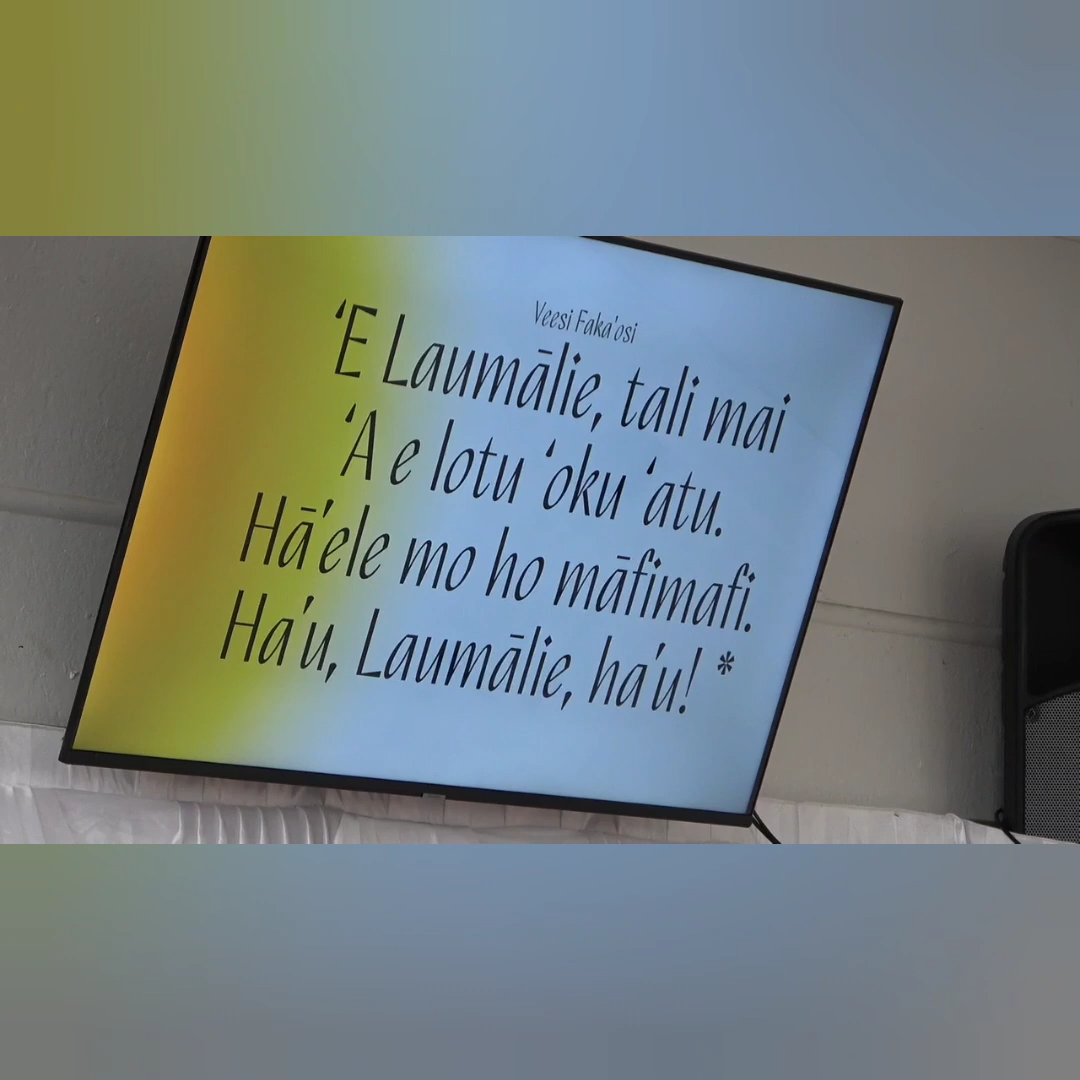 Veesi Faka'osi
‘E Laumālie, tali mai
‘A e lotu ‘oku ‘atu.
Hā'ele mo ho māfimafi.
Ha'u, Laumālie, ha'u! *